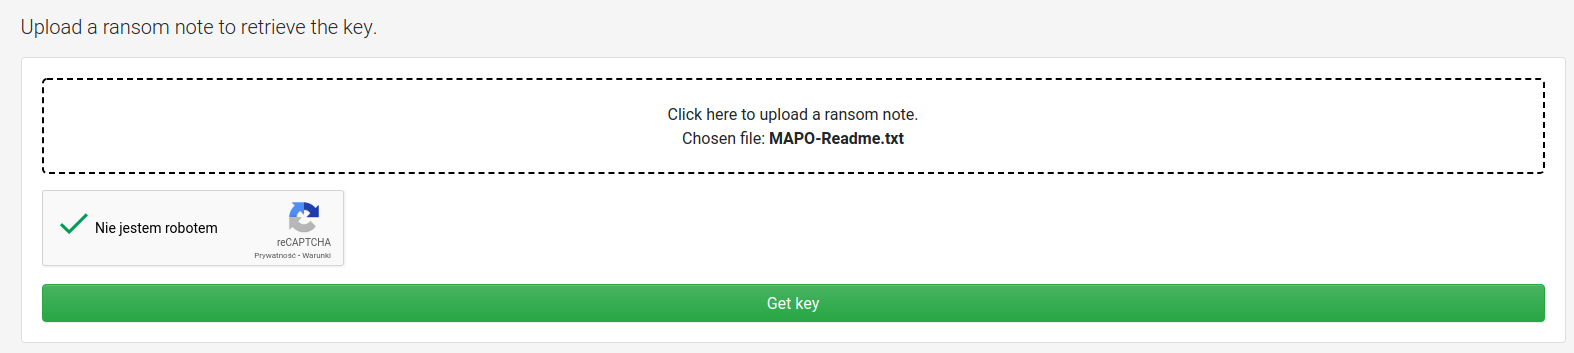 Upload a ransom note to retrieve the key.
Click here to upload a ransom note.
Chosen file: MAPO-Readme.txt
Nie jestem robotem
reCAPTCHA
Prywatność - Warunki
Get key